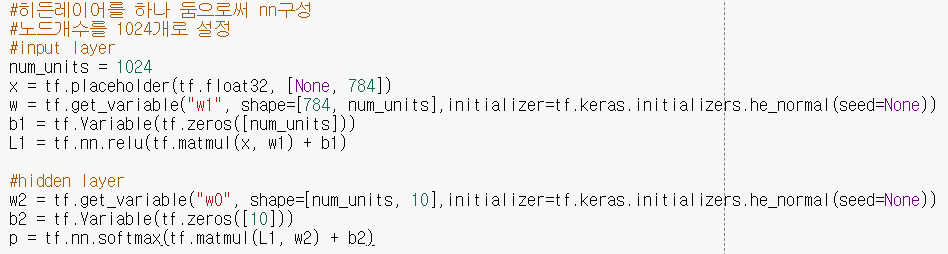 #히든레이어를 하나 둠으로써 nn구성
#노드개수를 1024개로 설정
#input layer
num_units = 1024
x = tf.placeholder(tf.float32, [None, 784])
w = tf.get_variable("w1", shape=[784, num_units],initializer=tf.keras.initializers.he_normal(seed=None))
b1 = tf.Variable(tf.zeros([num_units]))
L1 = tf.nn.relu(tf.matmul(x, w1) + b1)
#hidden layer
w2 = tf.get_variable("w0", shape=[num_units, 10],initializer=tf.keras.initializers.he_normal(seed=None))
b2 = tf.Variable(tf.zeros([10]))
p = tf.nn.softmax(tf.matmul(L1, w2) + b2)